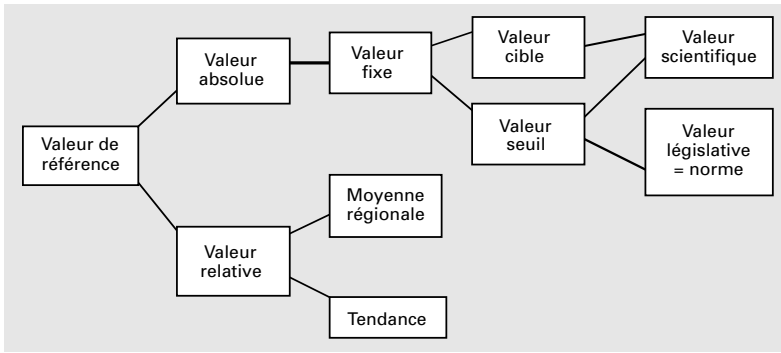 Valeur de
référence
Valeur
absolue
Valeur
fixe
Valeur
cible
Valeur
scientifique
Valeur
seuil
Valeur
législative
= norme
Valeur
relative
Moyenne
régionale
Tendance